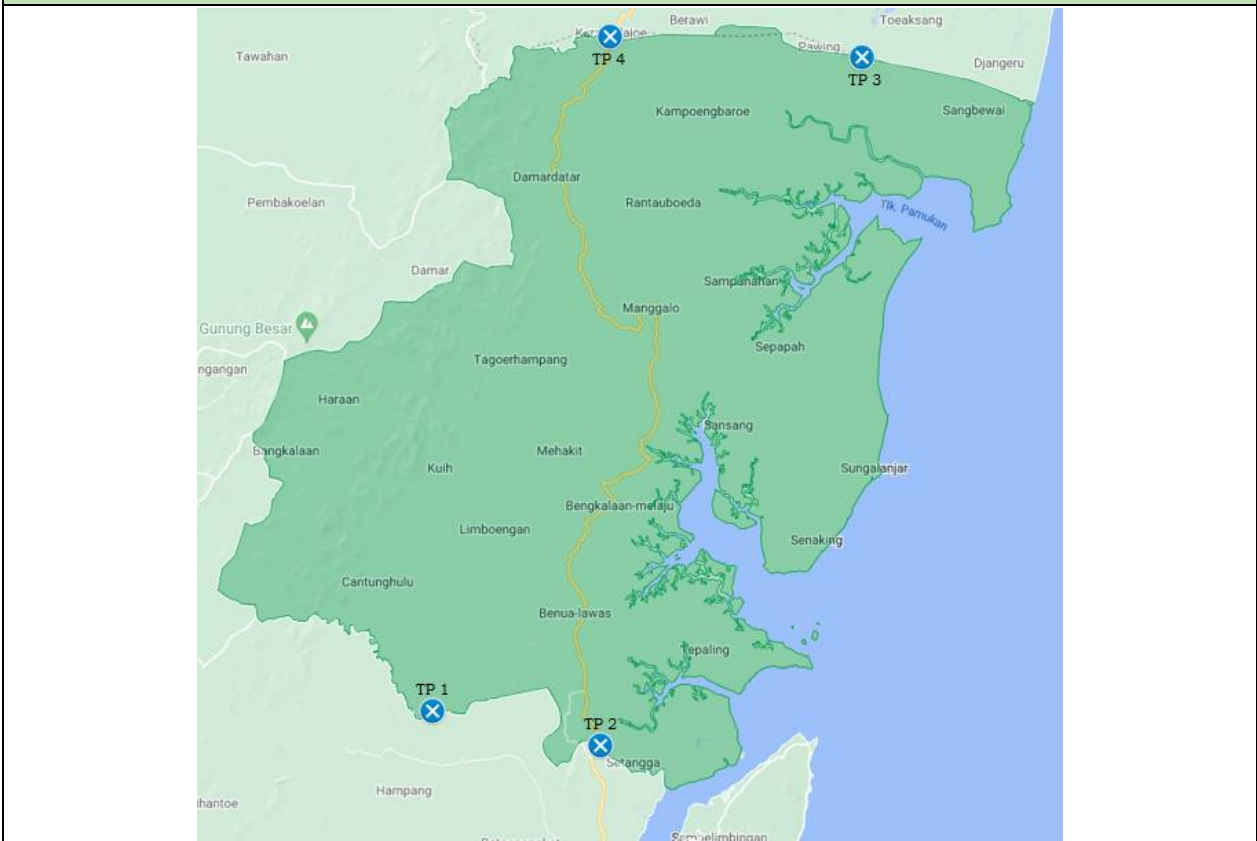 Berawi
Toeaksang
Tawahan
Pawing
Djangeru
TP 4
TP 3
Kampoengbaroe
Sangbewai
Damardatar
Pembakoelan
Rantauboeda
Tlk. Pamukan
Damar
Sampanahan
Manggalo
Gunung Besar
Sepapah
Tagoerhampang
ngangan
Haraan
Sansang
Bangkalaan
Mehakit
Kuih
Sungalanjar
Bengkalaan-melaju
Limboengan
Senaking
Cantunghulu
Benua-lawas
Tepaling
TP 1
TP 2
Setangga
Hampang
ihantoe